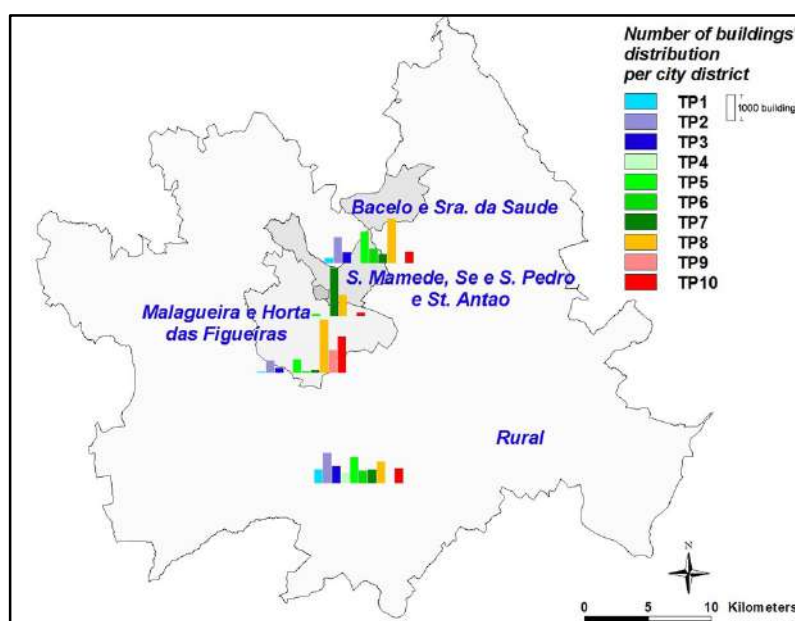 Number of buildings'
distribution
per city district
TP1
TP2
TP3
TP4
TP5
TP6
TP7
TP8
TP9
TP10
1000 building
Bacelo e Sra. da Saude
S. Mamede, Se e S. Pedro
e St. Antao
Malagueira e Horta
das Figueiras
Rural
N
0 5 10 Kilometers